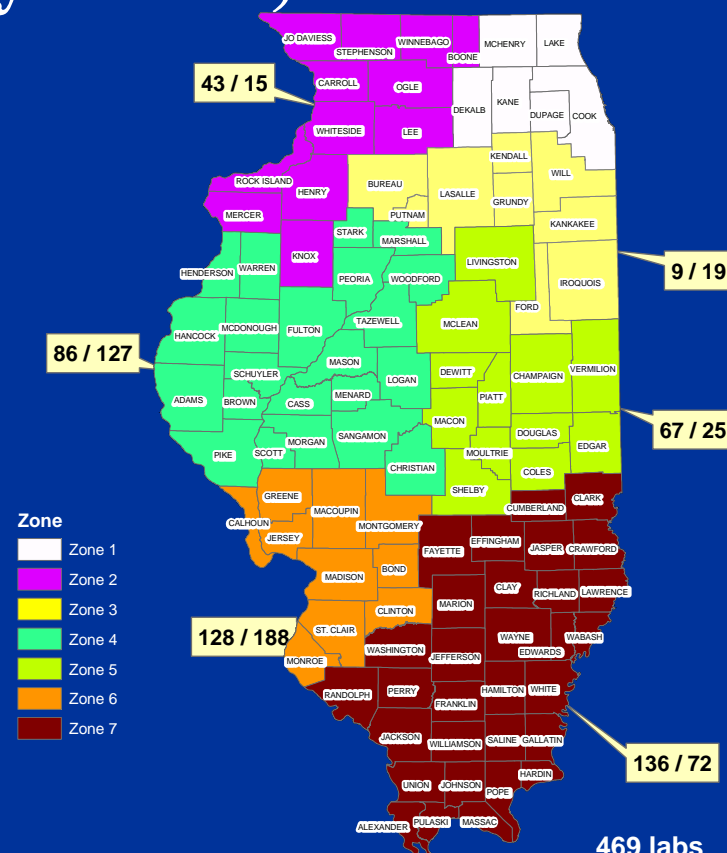 JO DAVIESS
STEPHENSON
WINNEBAGO
BOONE
MCHENRY
LAKE
43 / 15
CARROLL
OGLE
DEKALB
KANE
DUPAGE
COOK
WHITESIDE
LEE
KENDALL
WILL
ROCK ISLAND
HENRY
BUREAU
LASALLE
GRUNDY
MERCER
PUTNAM
KANKAKEE
STARK
MARSHALL
KNOX
HENDERSON
WARREN
PEORIA
WOODFORD
LIVINGSTON
IROQUOIS
9 / 19
FORD
HANCOCK
MCDONOUGH
FULTON
TAZEWELL
MCLEAN
86 / 127
MASON
SCHUYLER
LOGAN
DEWITT
CHAMPAIGN
VERMILION
ADAMS
BROWN
CASS
MENARD
PIATT
MACON
67 / 25
PIKE
SCOTT
MORGAN
SANGAMON
DOUGLAS
EDGAR
CHRISTIAN
MOULTRIE
COLES
SHELBY
GREENE
CUMBERLAND
CLARK
CALHOUN
JERSEY
MACOUPIN
MONTGOMERY
FAYETTE
EFFINGHAM
JASPER
CRAWFORD
MADISON
BOND
CLAY
RICHLAND
LAWRENCE
CLINTON
MARION
128 / 188
ST. CLAIR
WASHINGTON
WAYNE
EDWARDS
WABASH
MONROE
JEFFERSON
RANDOLPH
PERRY
FRANKLIN
HAMILTON
WHITE
JACKSON
WILLIAMSON
SALINE
GALLATIN
136 / 72
UNION
JOHNSON
POPE
HARDIN
ALEXANDER
PULASKI
MASSAC
Zone
Zone 1
Zone 2
Zone 3
Zone 4
Zone 5
Zone 6
Zone 7
469 labs